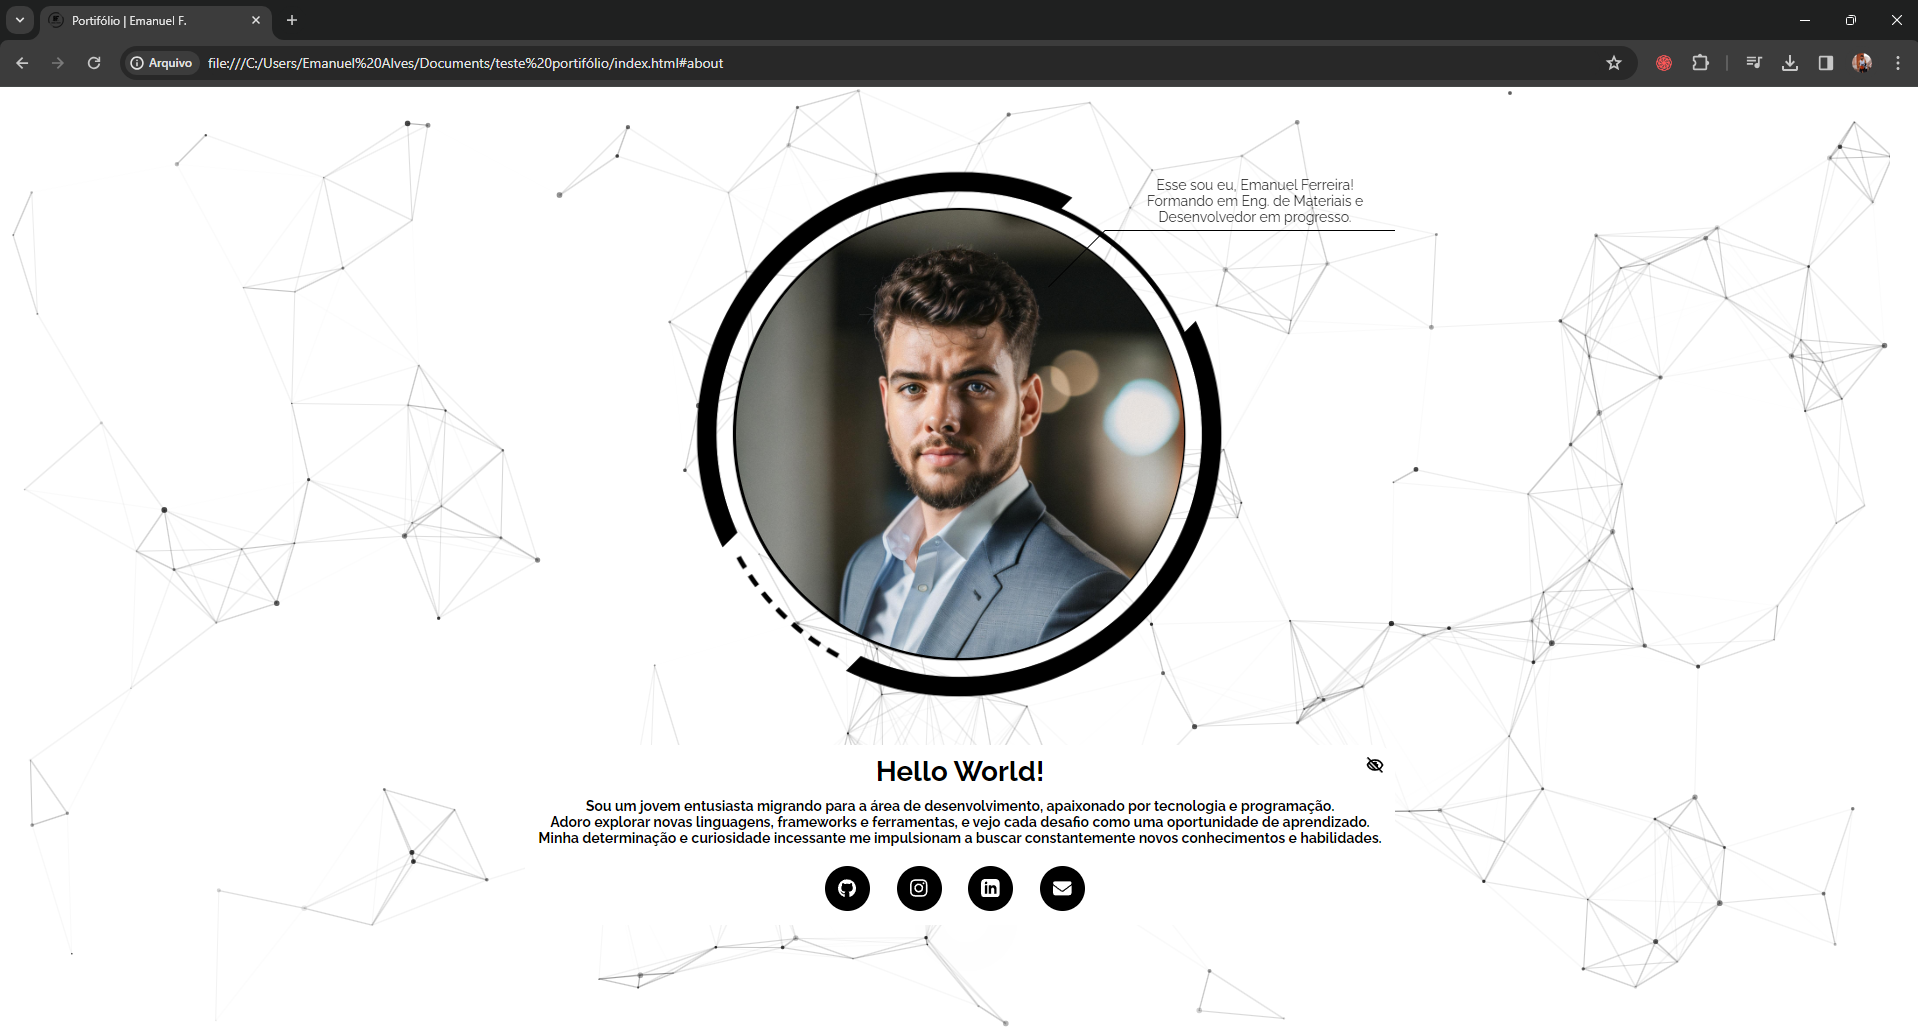 Portifólio | Emanuel F.
Arquivo
file:///C:/Users/Emanuel%20Alves/Documents/teste%20portifólio/index.html#about
Esse sou eu, Emanuel Ferreira!
Formando em Eng. de Materiais e
Desenvolvedor em progresso.
Hello World!
Sou um jovem entusiasta migrando para a área de desenvolvimento, apaixonado por tecnologia e programação.
Adoro explorar novas linguagens, frameworks e ferramentas, e vejo cada desafio como uma oportunidade de aprendizado.
Minha determinação e curiosidade incessante me impulsionam a buscar constantemente novos conhecimentos e habilidades.